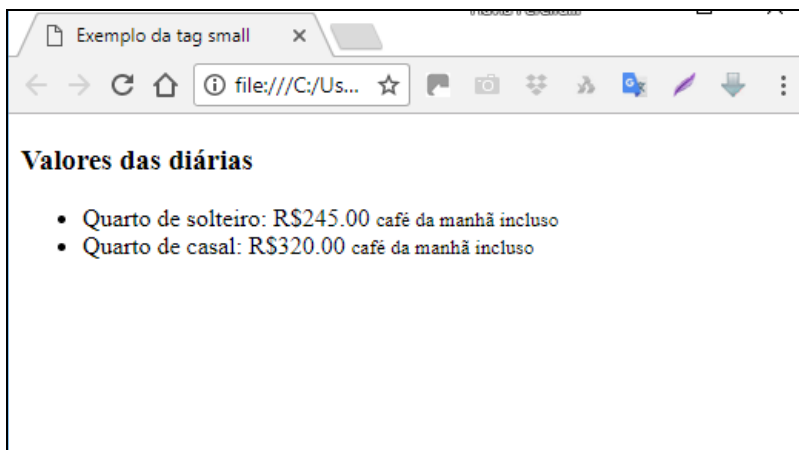 Exemplo da tag small
file:///C:/Us...
Valores das diárias
Quarto de solteiro: R$245.00 café da manhã incluso
Quarto de casal: R$320.00 café da manhã incluso